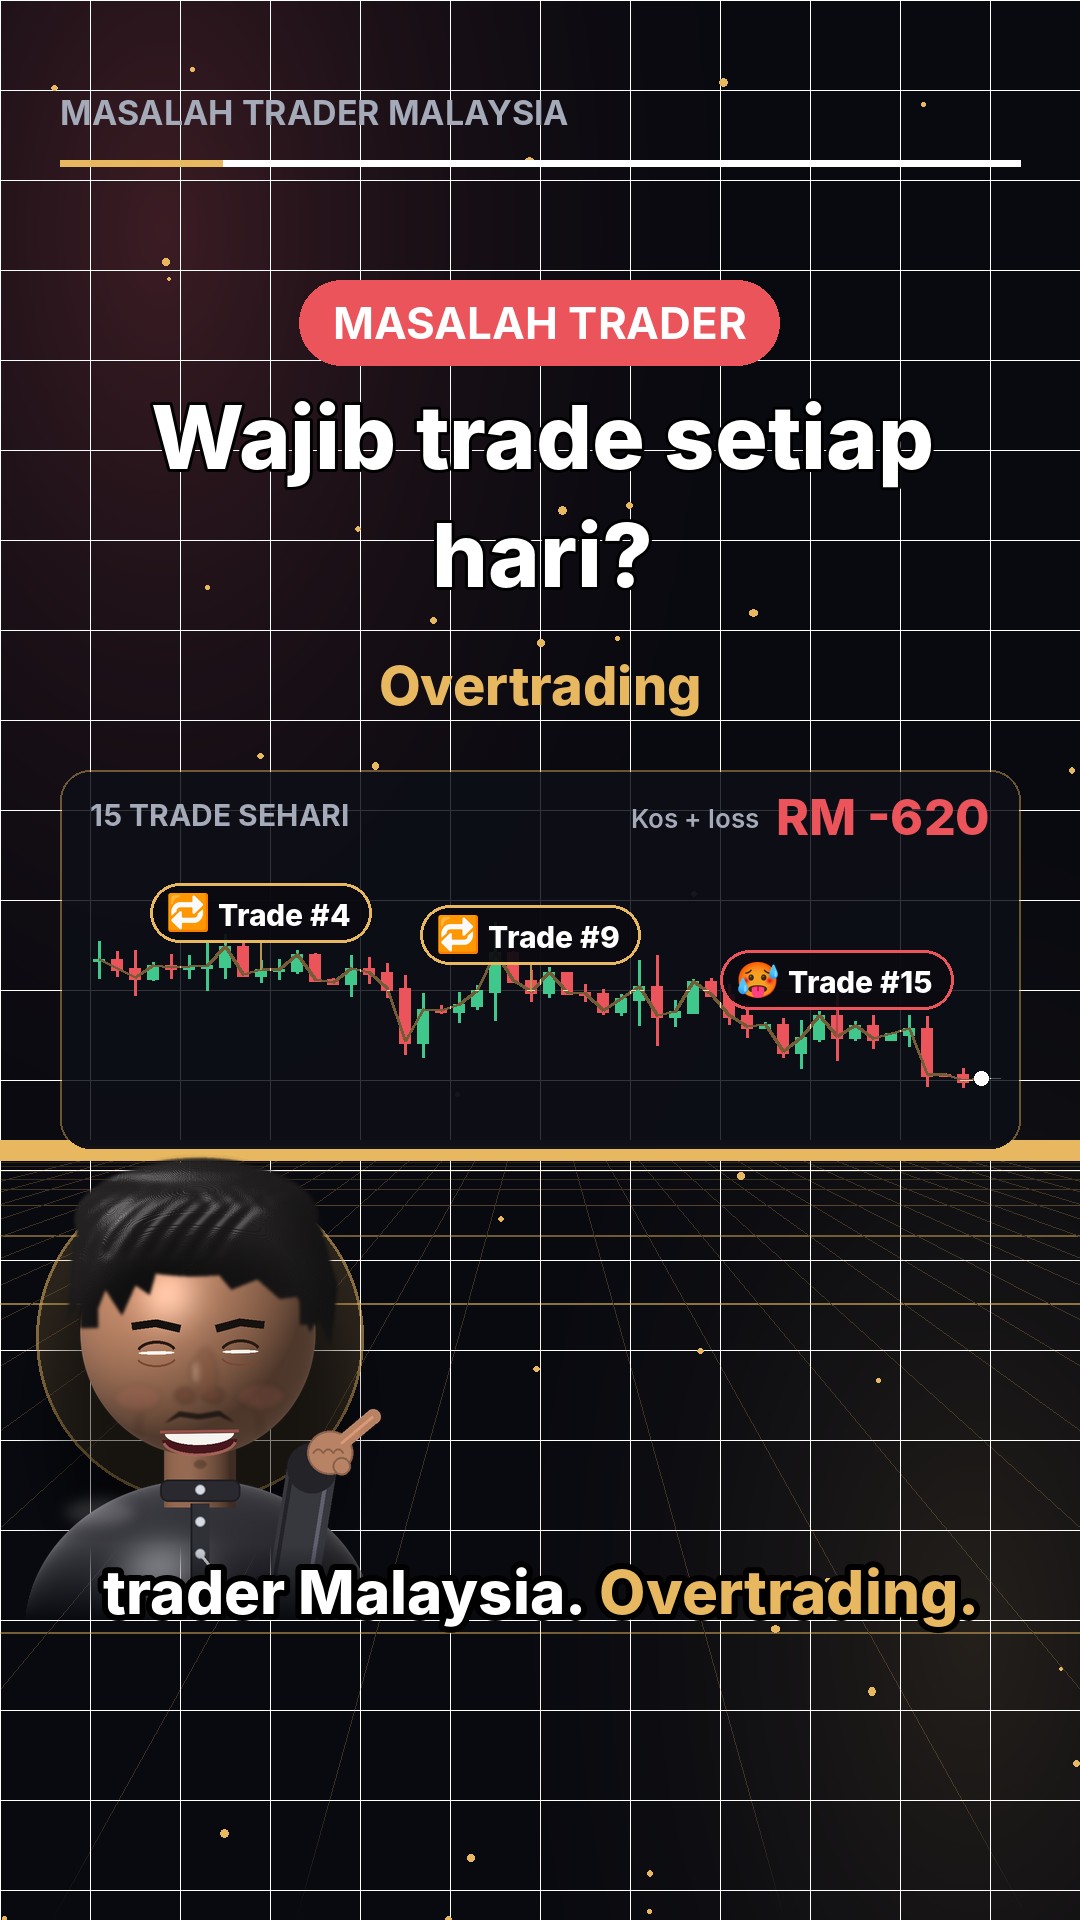 MASALAH TRADER MALAYSIA
MASALAH TRADER
Wajib trade setiap
hari?
Overtrading
15 TRADE SEHARI
Kos + loss RM -620
Trade #4
Trade #9
Trade #15
trader Malaysia. Overtrading.